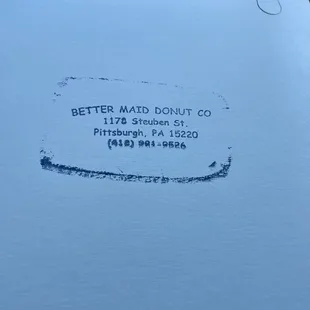 BETTER MAID DONUT CO
1178 Steuben St.
Pittsburgh, PA 15220